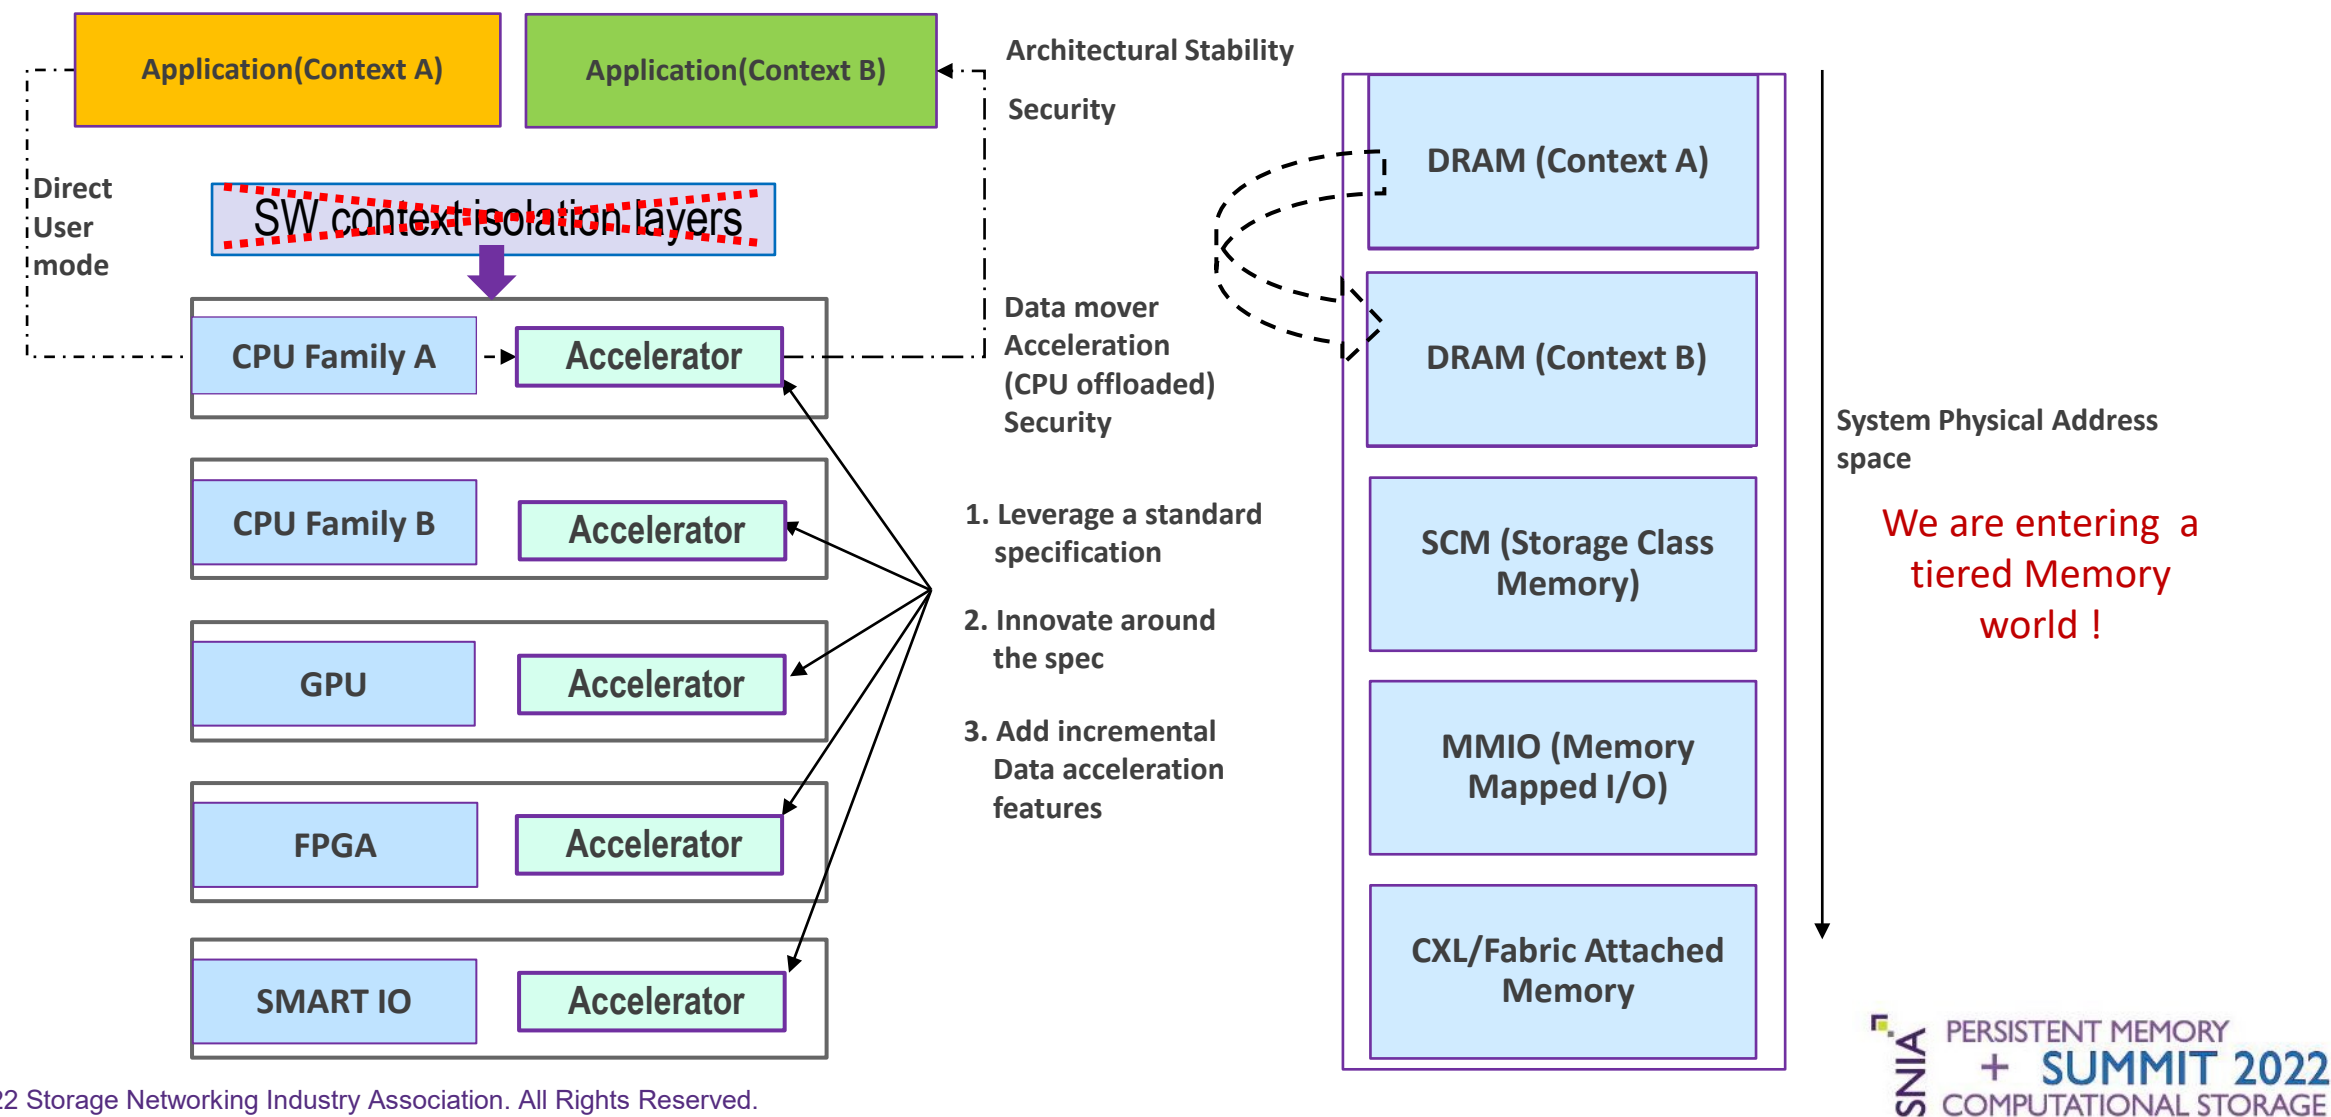 Application(Context A)
Application(Context B)
Architectural Stability
Security
Direct
User
mode
SW context isolation layers
CPU Family A
Accelerator
Data mover
Acceleration
(CPU offloaded)
Security
CPU Family B
Accelerator
GPU
Accelerator
FPGA
Accelerator
SMART IO
Accelerator
1. Leverage a standard
specification
2. Innovate around
the spec
3. Add incremental
Data acceleration
features
DRAM (Context A)
DRAM (Context B)
SCM (Storage Class
Memory)
MMIO (Memory
Mapped I/O)
CXL/Fabric Attached
Memory
System Physical Address
space
We are entering a
tiered Memory
world !
22 Storage Networking Industry Association. All Rights Reserved.
SNIA
PERSISTENT MEMORY
+ SUMMIT 2022
COMPUTATIONAL STORAGE